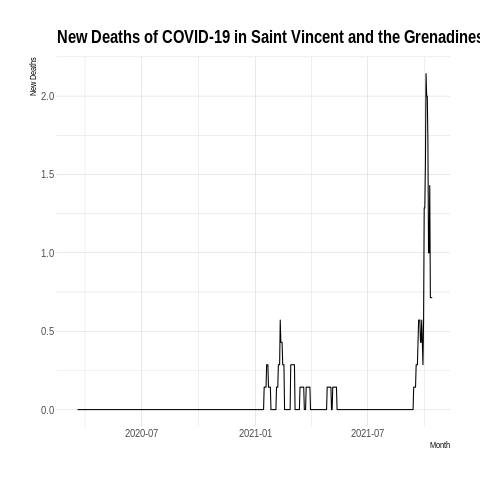 New Deaths of COVID-19 in Saint Vincent and the Grenadines
New Deaths
2.0
1.5
1.0
0.5
0.0
2020-07 2021-01 2021-07
Month